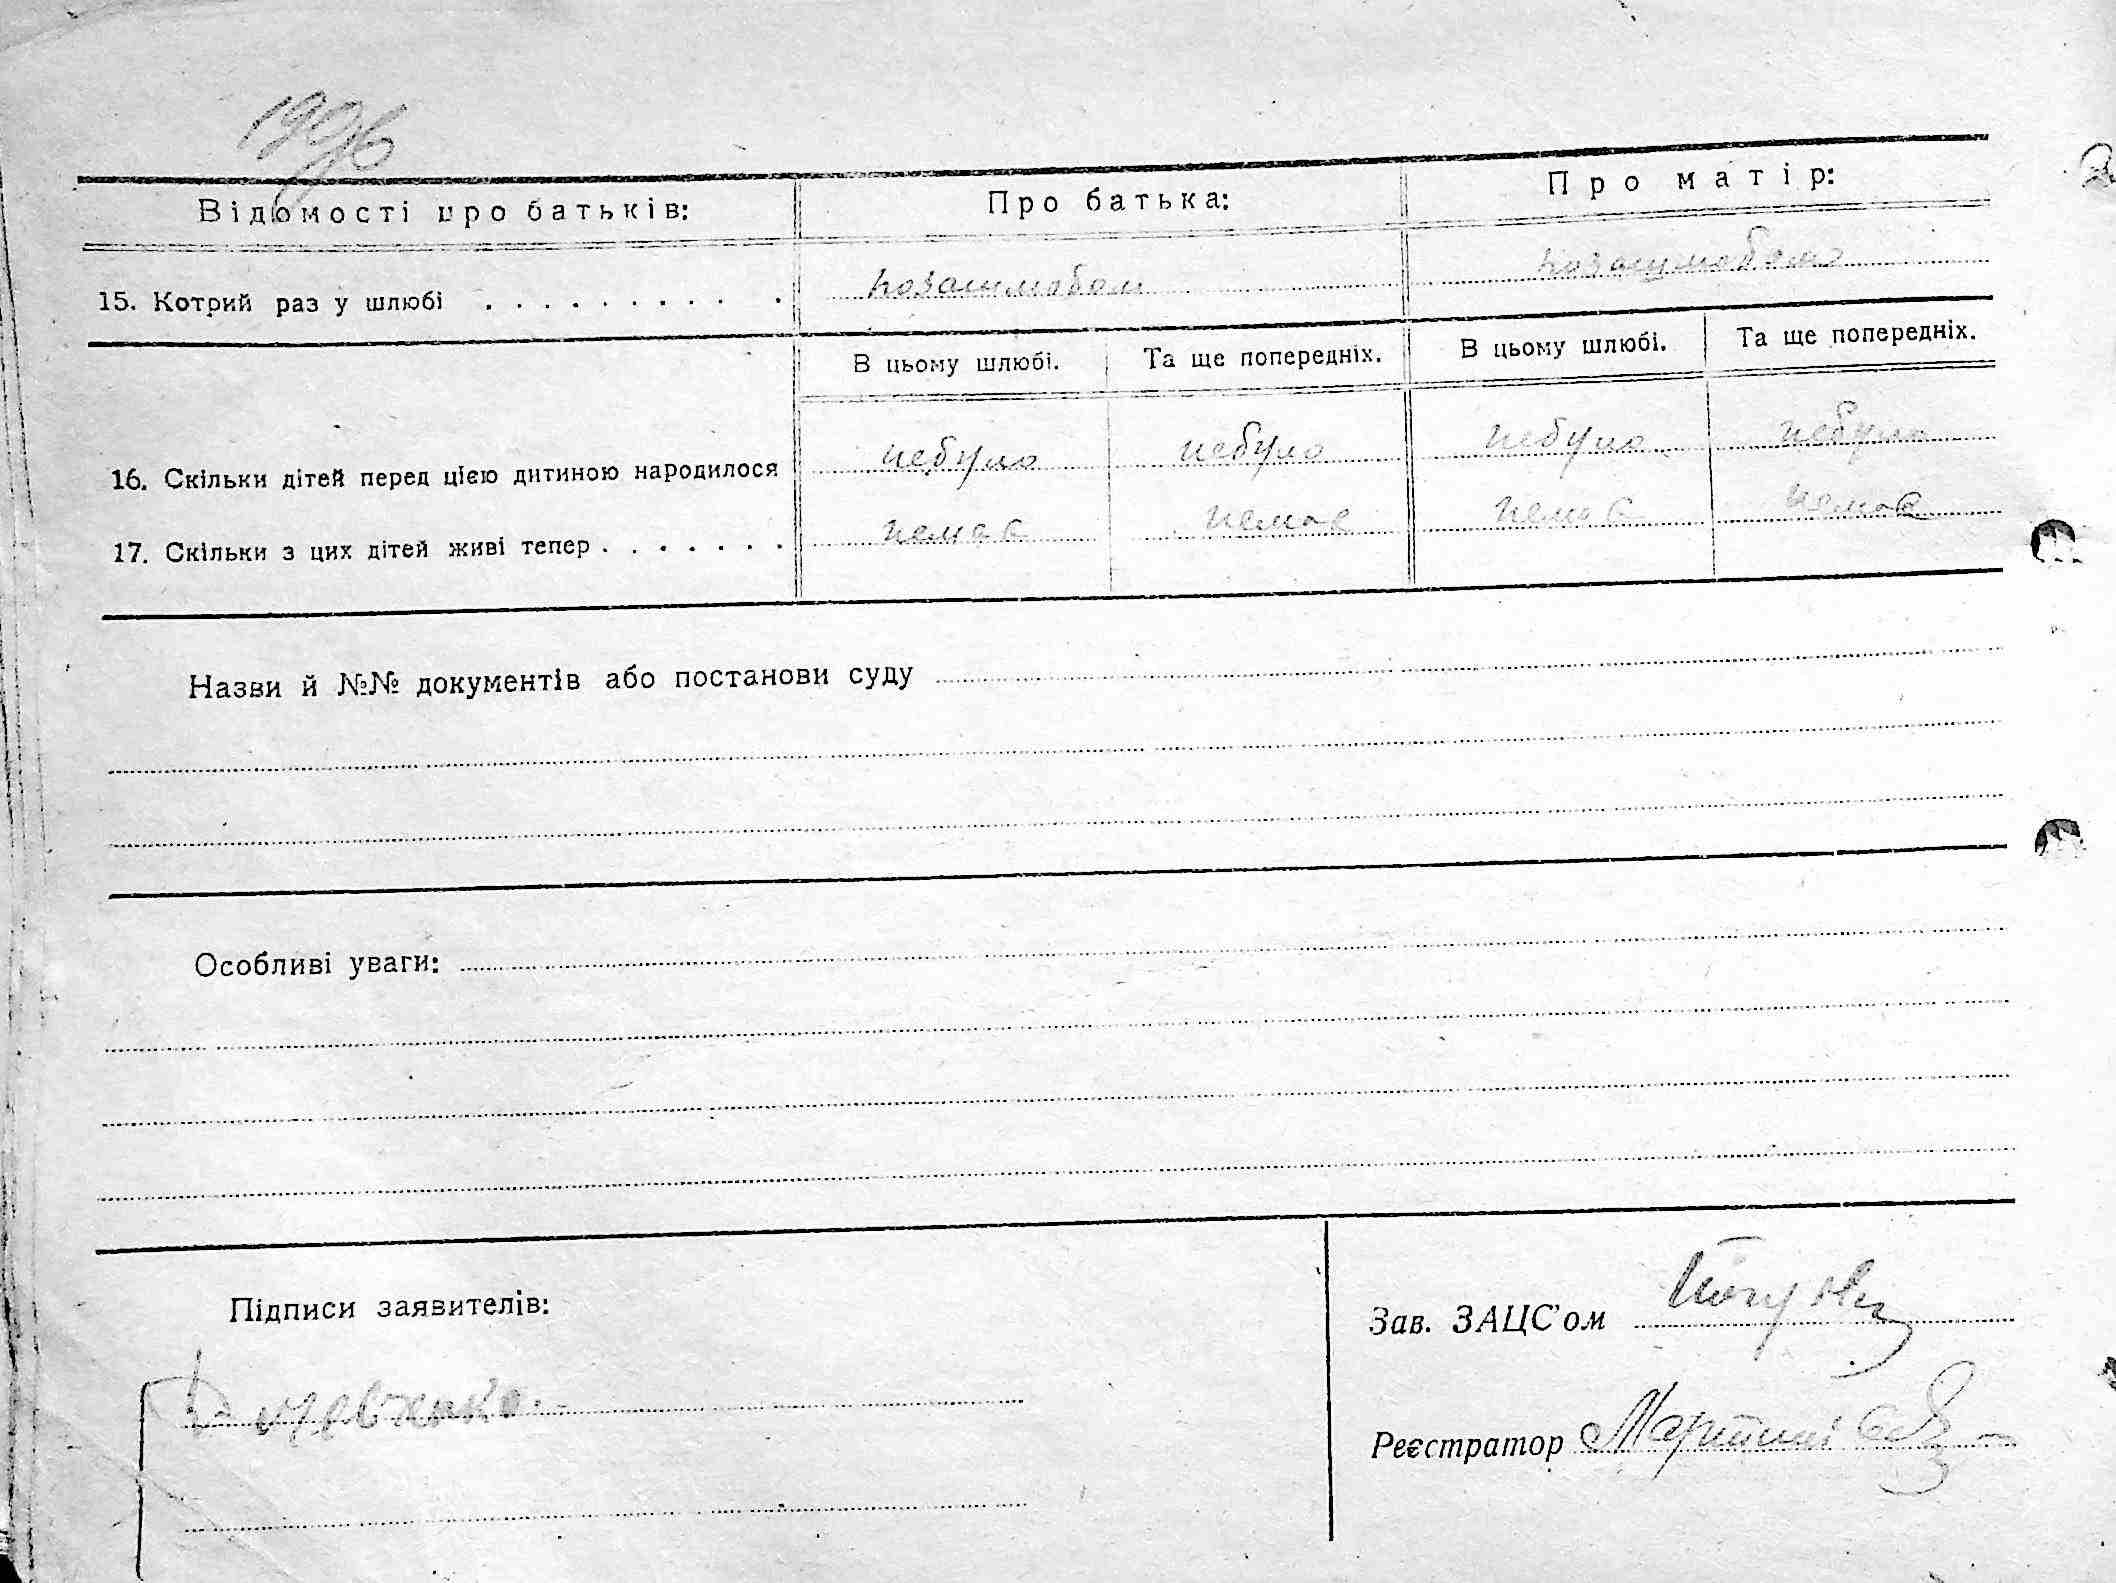 Відомості про батьків: Про батька: Про матір:
15. Котрий раз у шлюбі . . . . . . . . . . позашлюбом позашлюбом
В цьому шлюбі. Та ще попередніх. В цьому шлюбі. Та ще попередніх.
16. Скільки дітей перед цією дитиною народилося небуло небуло небуло небуло
17. Скільки з цих дітей живі тепер . . . . . . . немає немає немає немає
Назви й №№ документів або постанови суду
Особливі уваги:
Підписи заявителів:
Зав. ЗАЦС'ом
Реєстратор